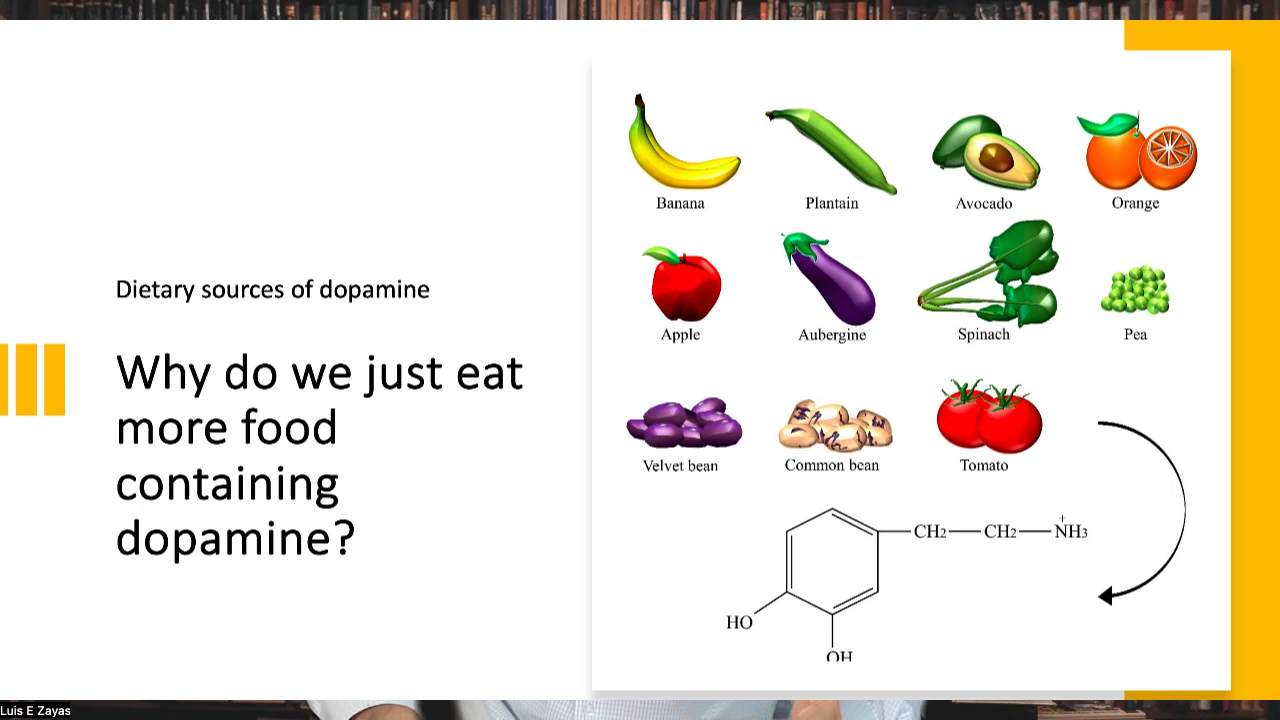 Dietary sources of dopamine
Why do we just eat
more food
containing
dopamine?
Banana
Plantain
Avocado
Orange
Apple
Aubergine
Spinach
Pea
Velvet bean
Common bean
Tomato
CH2 CH2 NH3
+
HO
OH
Luis E Zayas